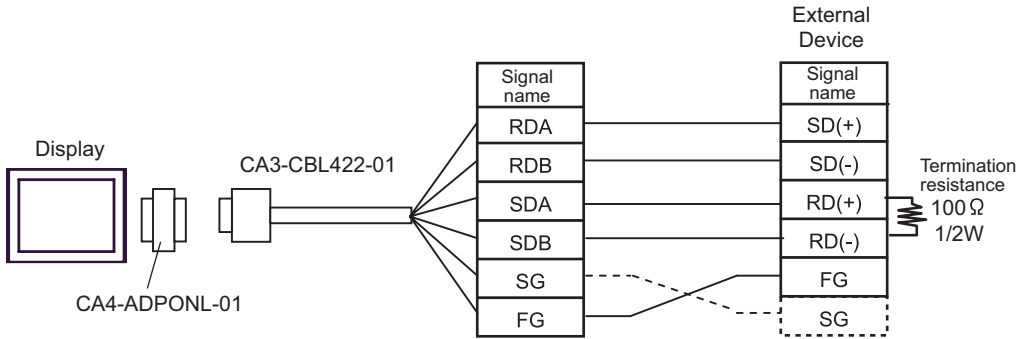 External
Device
Signal
name
Signal
name
RDA
SD(+)
Display
CA3-CBL422-01
RDB
SD(-)
Termination
resistance
100Ω
1/2W
SDA
RD(+)
SDB
RD(-)
SG
FG
CA4-ADPONL-01
FG
SG